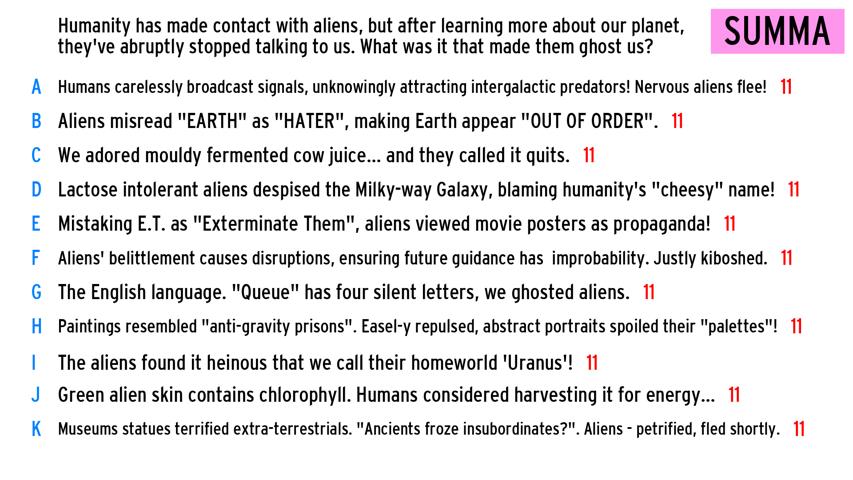 Humanity has made contact with aliens, but after learning more about our planet,
they've abruptly stopped talking to us. What was it that made them ghost us?
SUMMA
A Humans carelessly broadcast signals, unknowingly attracting intergalactic predators! Nervous aliens flee! 11
B Aliens misread "EARTH" as "HATER", making Earth appear "OUT OF ORDER". 11
C We adored mouldy fermented cow juice... and they called it quits. 11
D Lactose intolerant aliens despised the Milky-way Galaxy, blaming humanity's "cheesy" name! 11
E Mistaking E.T. as "Exterminate Them", aliens viewed movie posters as propaganda! 11
F Aliens' belittlement causes disruptions, ensuring future guidance has  improbability. Justly kiboshed. 11
G The English language. "Queue" has four silent letters, we ghosted aliens. 11
H Paintings resembled "anti-gravity prisons". Easel-y repulsed, abstract portraits spoiled their "palettes"! 11
I The aliens found it heinous that we call their homeworld 'Uranus'! 11
J Green alien skin contains chlorophyll. Humans considered harvesting it for energy... 11
K Museums statues terrified extra-terrestrials. "Ancients froze insubordinates?". Aliens - petrified, fled shortly. 11